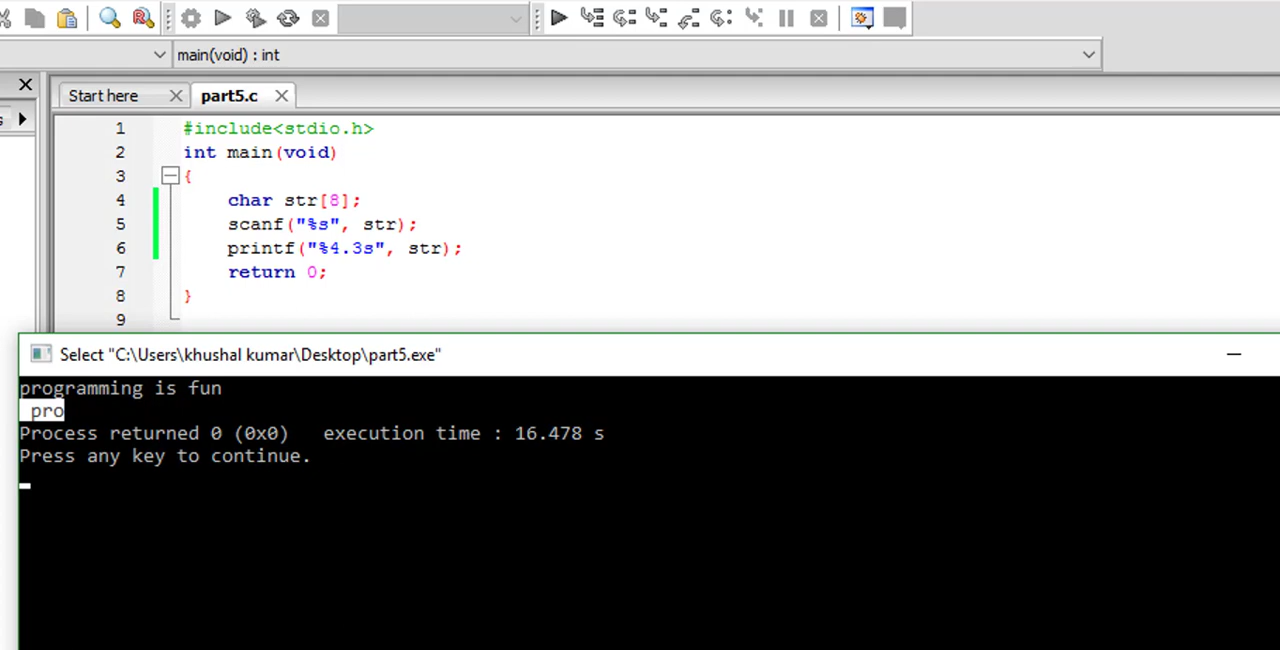 main(void) : int
Start here
part5.c
s
1 #include<stdio.h>
2 int main(void)
3 {
4 char str[8];
5 scanf("%s", str);
6 printf("%4.3s", str);
7 return 0;
8 }
9
Select "C:\Users\khushal kumar\Desktop\part5.exe"
programming is fun
 pro
Process returned 0 (0x0)   execution time : 16.478 s
Press any key to continue.